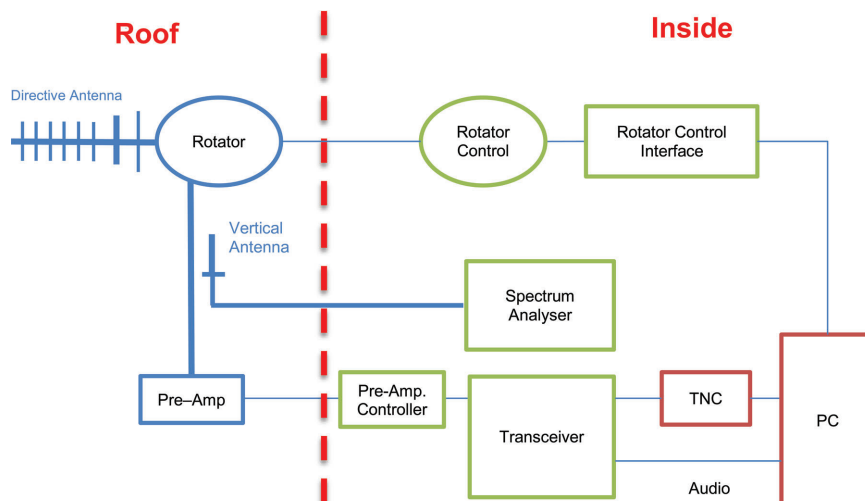 Roof
Inside
Directive Antenna
Rotator
Rotator
Control
Rotator Control
Interface
Vertical
Antenna
Spectrum
Analyser
Pre–Amp
Pre-Amp.
Controller
Transceiver
TNC
PC
Audio